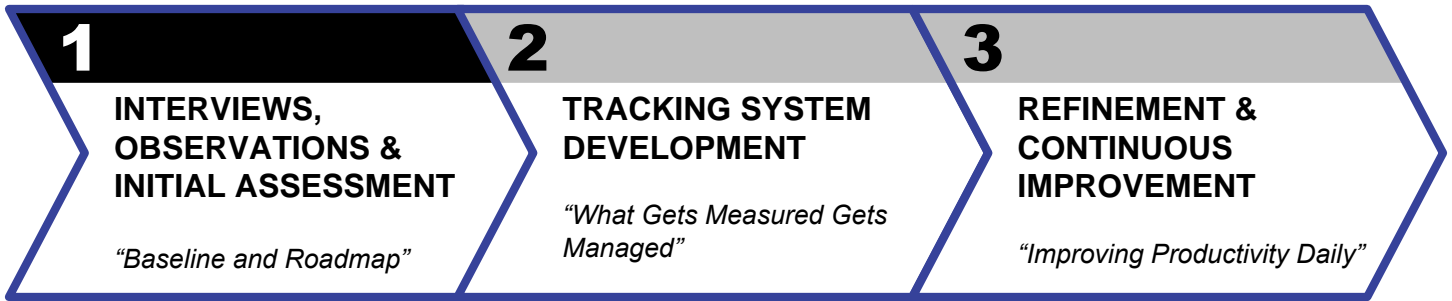 1
INTERVIEWS,
OBSERVATIONS &
INITIAL ASSESSMENT
“Baseline and Roadmap”
2
TRACKING SYSTEM
DEVELOPMENT
“What Gets Measured Gets
Managed”
3
REFINEMENT &
CONTINUOUS
IMPROVEMENT
“Improving Productivity Daily”